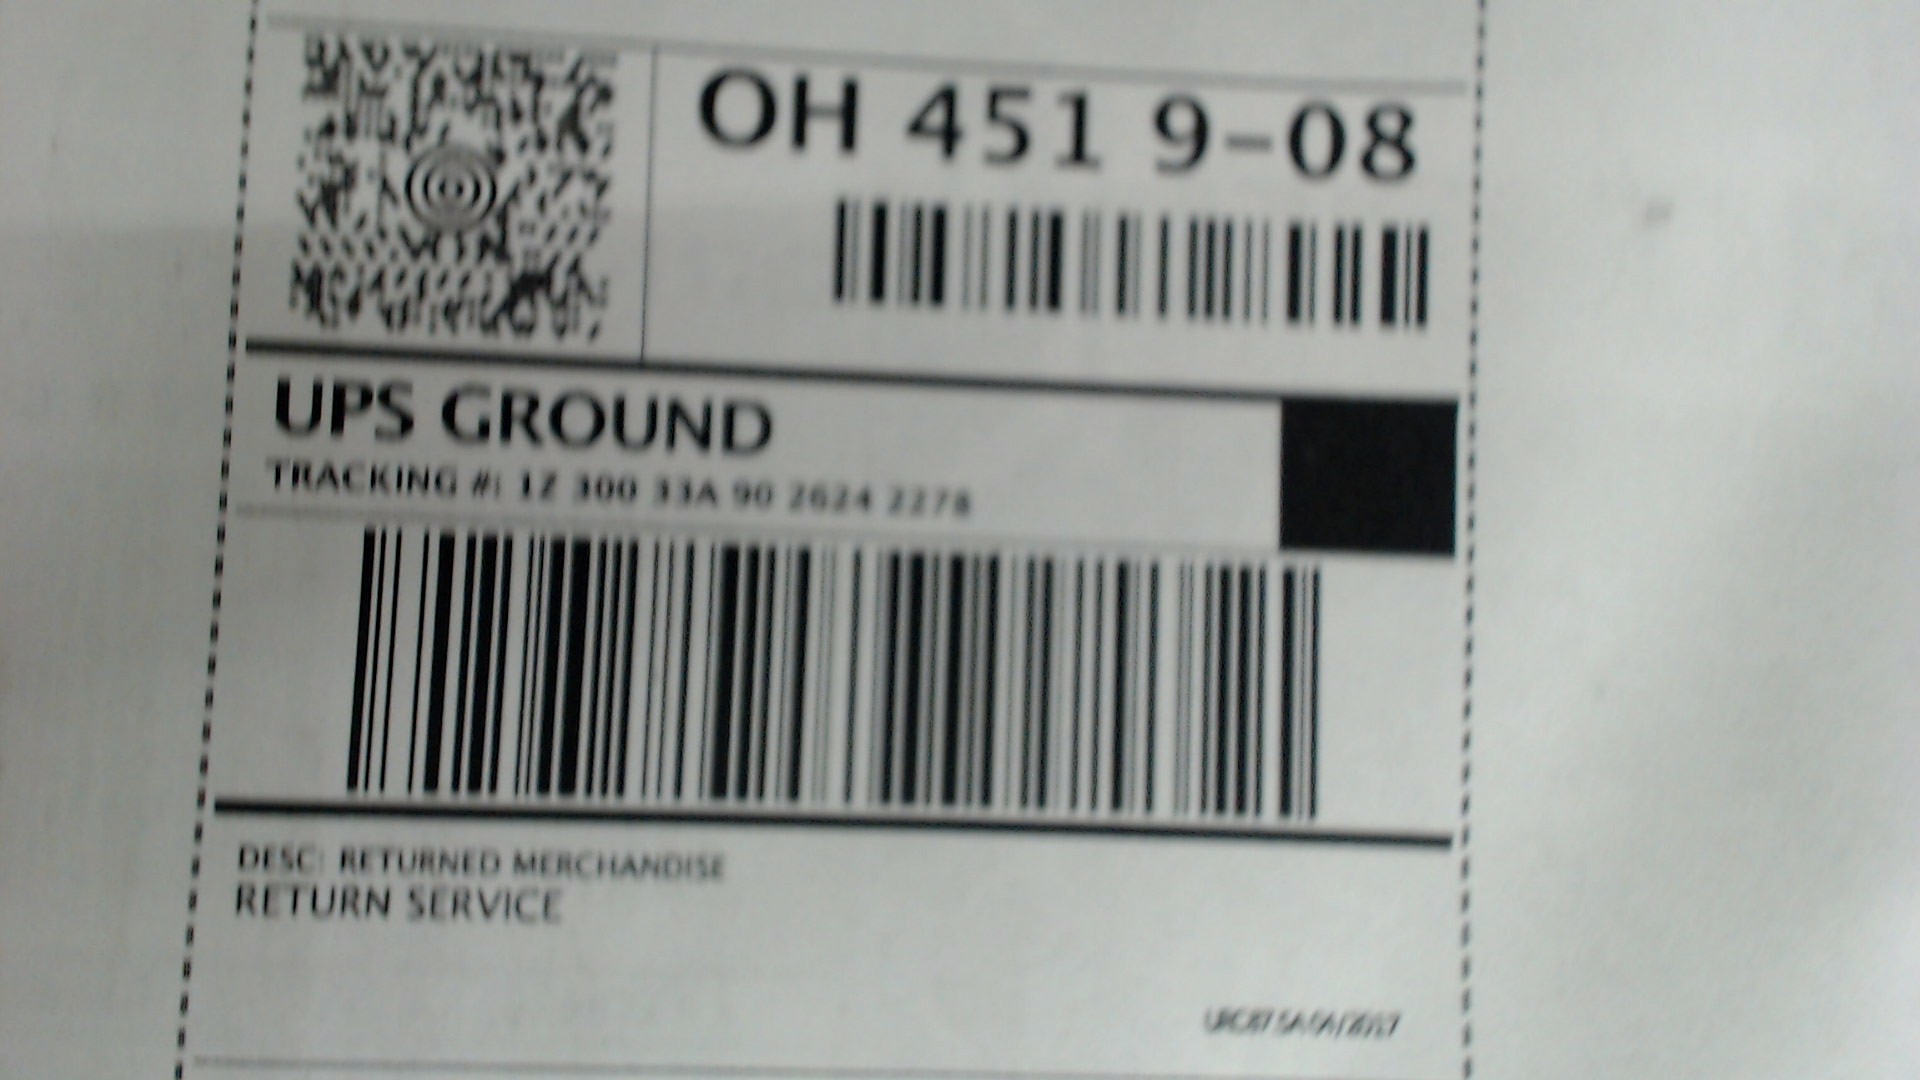 OH 451 9-08
UPS GROUND
TRACKING #: 1Z 300 33A 90 2624 2278
DESC: RETURNED MERCHANDISE
RETURN SERVICE